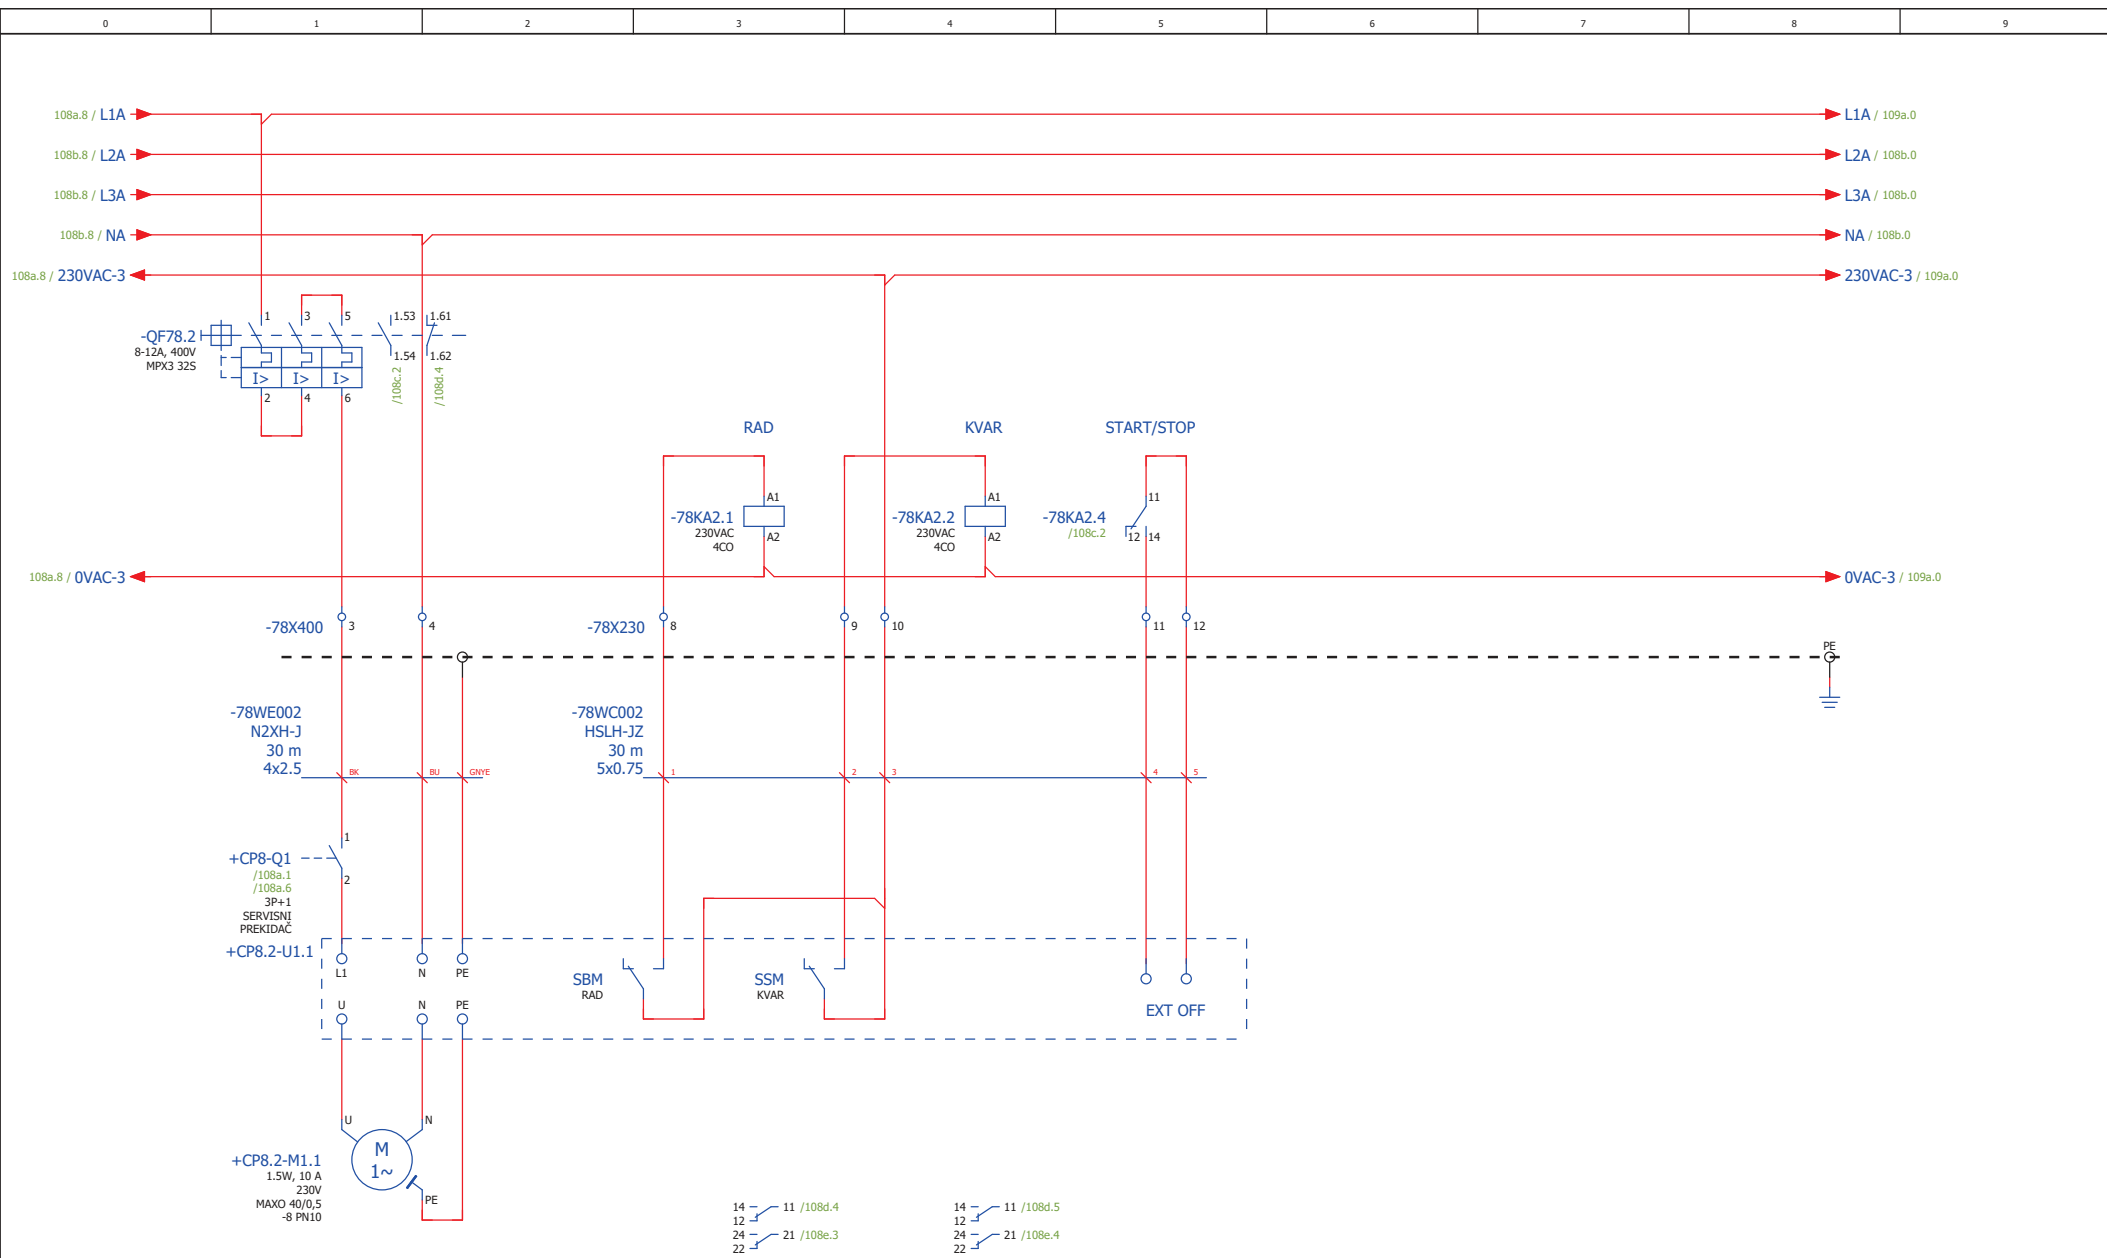 0 1 2 3 4 5 6 7 8 9
108a.8 / L1A L1A / 109a.0
108b.8 / L2A L2A / 108b.0
108b.8 / L3A L3A / 108b.0
108b.8 / NA NA / 108b.0
108a.8 / 230VAC-3 230VAC-3 / 109a.0
1 3 5 1.53 1.61
-QF78.2
8-12A, 400V
MPX3 32S
1.54 1.62
I> I> I>
/108c.2 /108d.4
2 4 6
RAD KVAR START/STOP
A1 A1 11
-78KA2.1 -78KA2.2 -78KA2.4
230VAC 230VAC /108c.2
4CO 4CO
A2 A2 12 14
108a.8 / 0VAC-3 0VAC-3 / 109a.0
-78X400 3 4 -78X230 8 9 10 11 12
PE
-78WE002 -78WC002
N2XH-J HSLH-JZ
30 m 30 m
4x2.5 5x0.75
BK BU GNYE 1 2 3 4 5
1
+CP8-Q1
/108a.1
/108a.6
2
3P+1
SERVISNI
PREKIDAČ
+CP8.2-U1.1
L1 N PE
SBM SSM
RAD KVAR
U N PE
EXT OFF
U N
M
1~
+CP8.2-M1.1
1.5W, 10 A
230V
MAXO 40/0,5
-8 PN10
PE
14 11 /108d.4 14 11 /108d.5
12 12
24 21 /108e.3 24 21 /108e.4
22 22